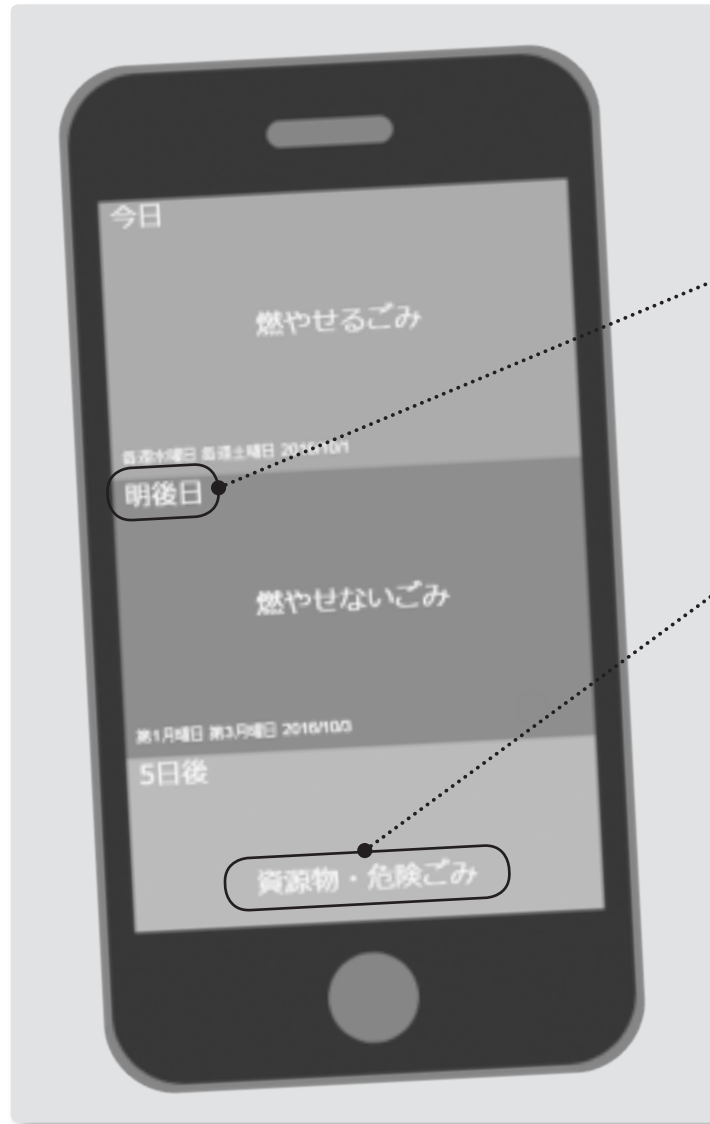 今日
燃やせるごみ
毎週水曜日 毎週土曜日 2016/10/1
明後日
燃やせないごみ
第1月曜日 第3月曜日 2016/10/3
5日後
資源物・危険ごみ